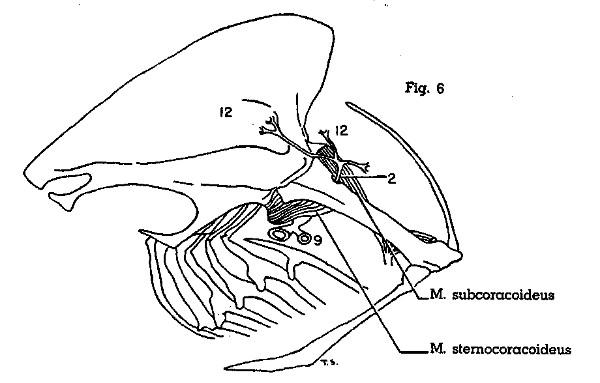 Fig. 6
12
12
2
9
M. subcoracoideus
M. sternocoracoideus
T. S.